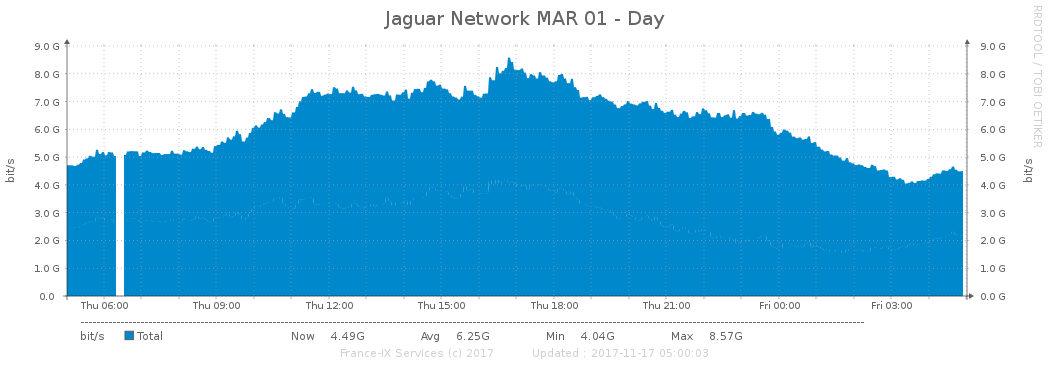 Jaguar Network MAR 01 - Day
RRDTOOL / TOBI OETIKER
9.0 G 9.0 G
8.0 G 8.0 G
7.0 G 7.0 G
6.0 G 6.0 G
5.0 G 5.0 G
4.0 G 4.0 G
3.0 G 3.0 G
2.0 G 2.0 G
1.0 G 1.0 G
0.0 0.0 G
bit/s
bit/s
Thu 06:00 Thu 09:00 Thu 12:00 Thu 15:00 Thu 18:00 Thu 21:00 Fri 00:00 Fri 03:00
bit/s Total Now 4.49G Avg 6.25G Min 4.04G Max 8.57G
France-IX Services (c) 2017 Updated : 2017-11-17 05:00:03